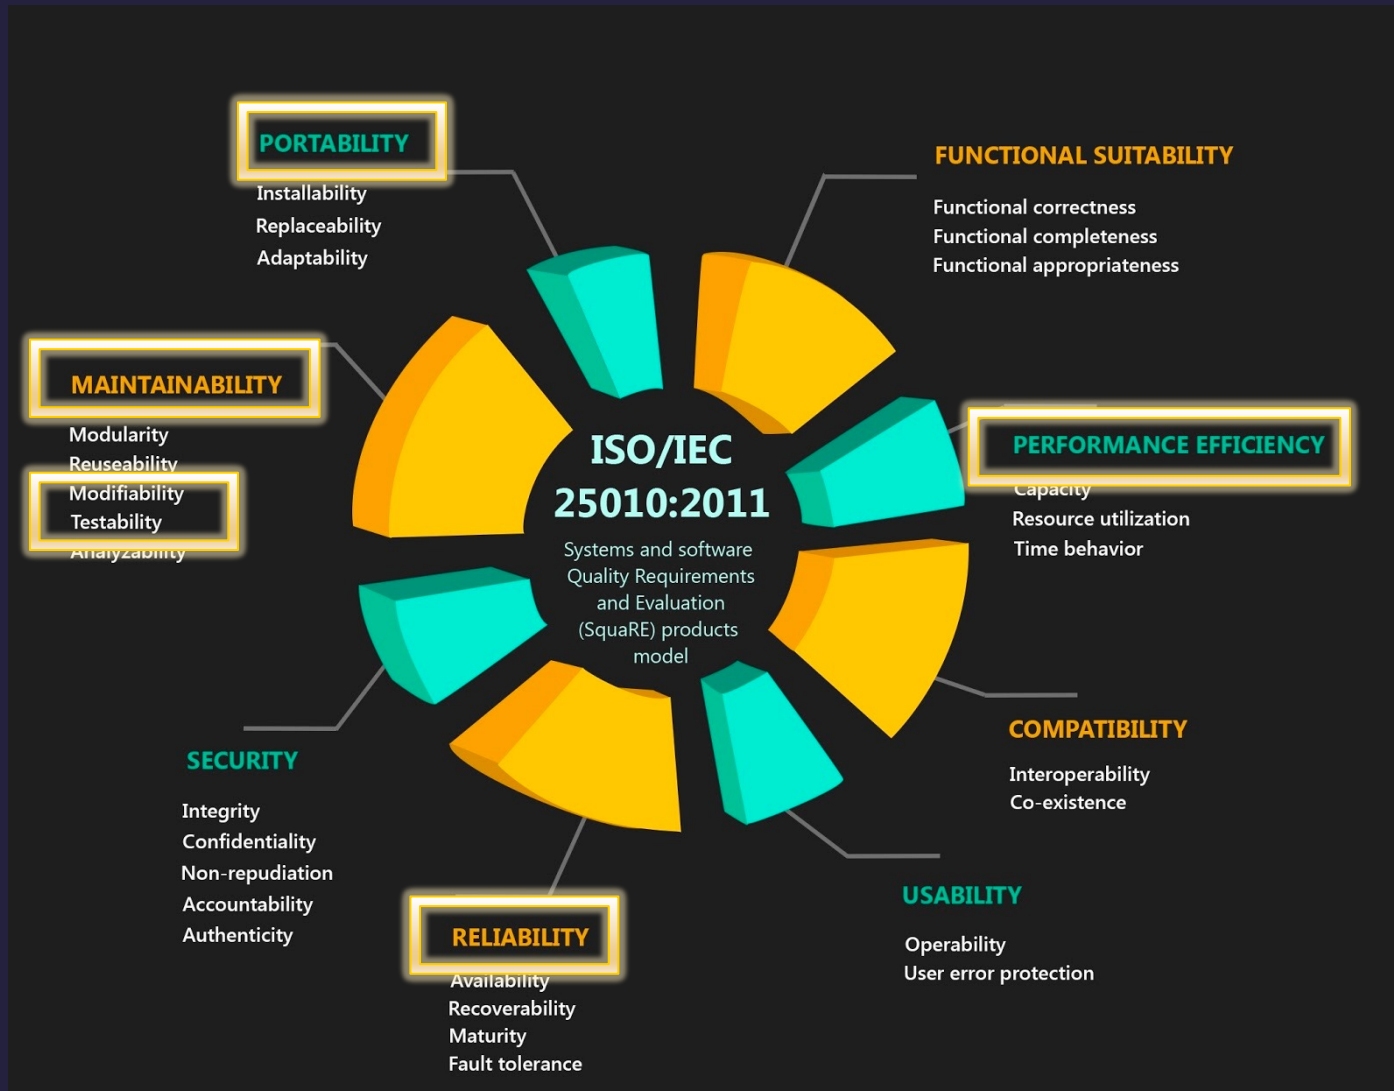 PORTABILITY
Installability
Replaceability
Adaptability
FUNCTIONAL SUITABILITY
Functional correctness
Functional completeness
Functional appropriateness
MAINTAINABILITY
Modularity
Reuseability
Modifiability
Testability
Analyzability
ISO/IEC
25010:2011
Systems and software
Quality Requirements
and Evaluation
(SquaRE) products
model
PERFORMANCE EFFICIENCY
Capacity
Resource utilization
Time behavior
SECURITY
Integrity
Confidentiality
Non-repudiation
Accountability
Authenticity
COMPATIBILITY
Interoperability
Co-existence
RELIABILITY
Availability
Recoverability
Maturity
Fault tolerance
USABILITY
Operability
User error protection